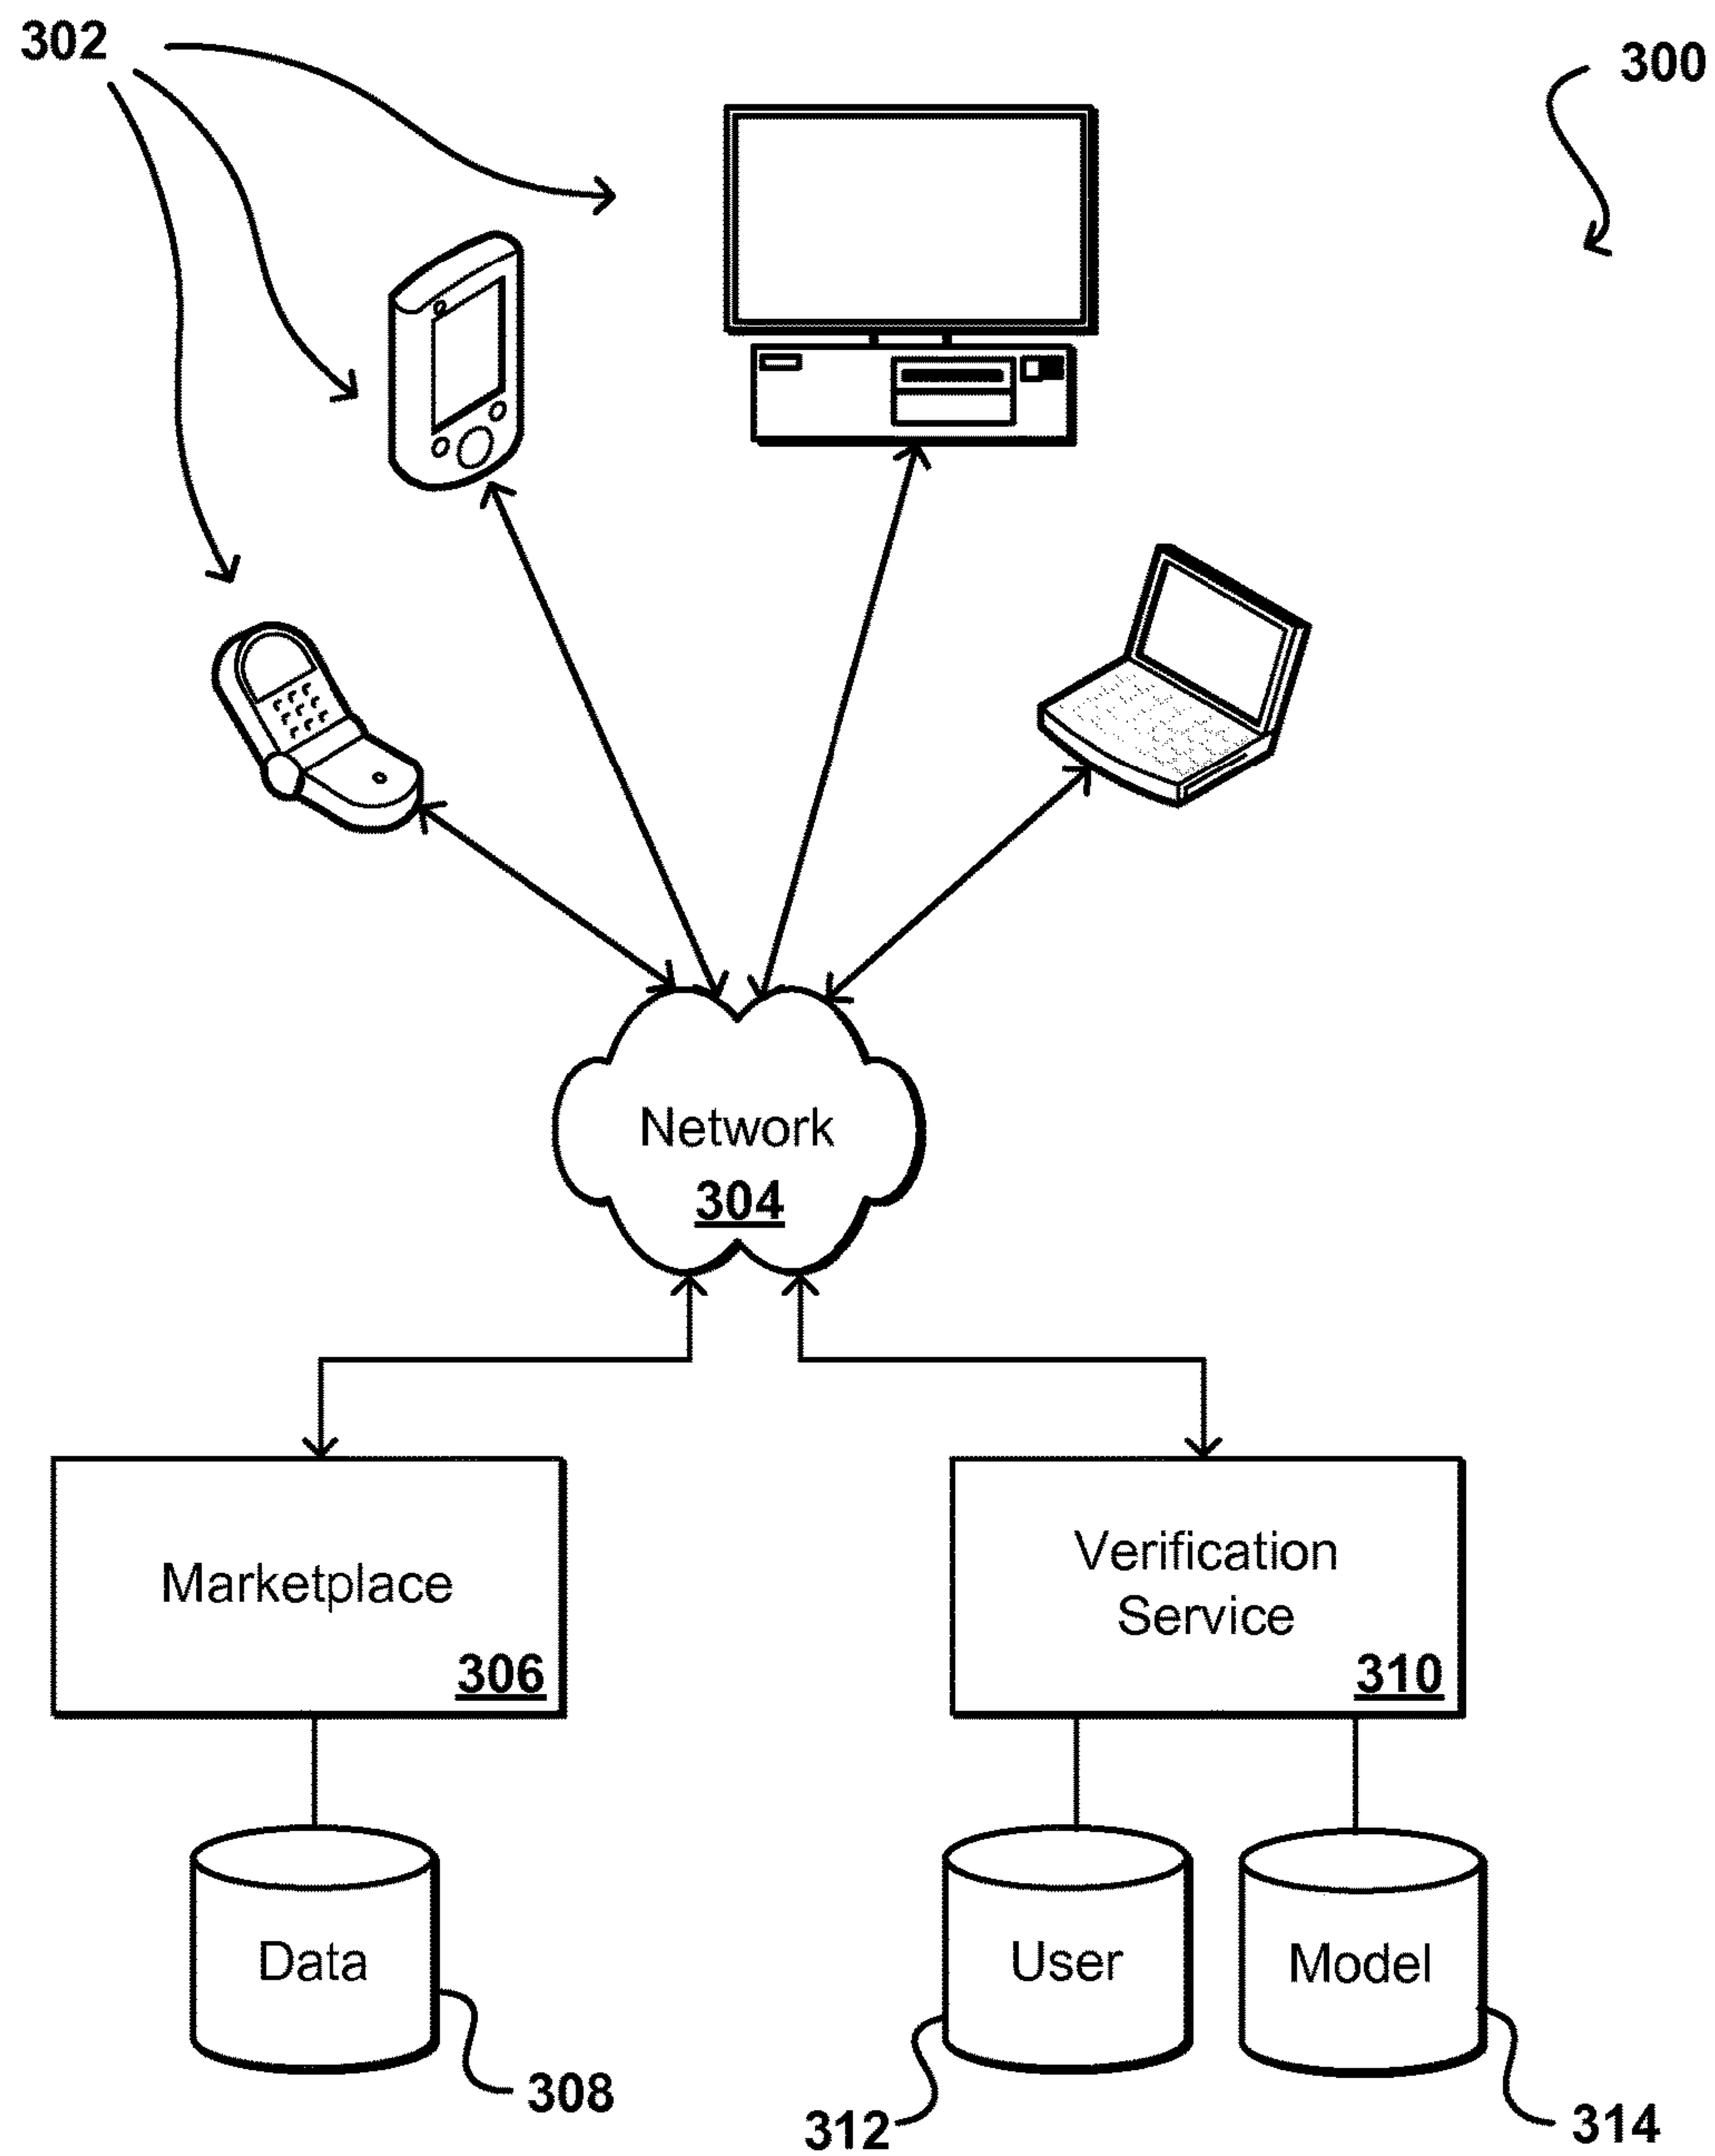 302
300
Network
304
Marketplace
306
Verification
Service
310
Data
User
Model
308
312
314